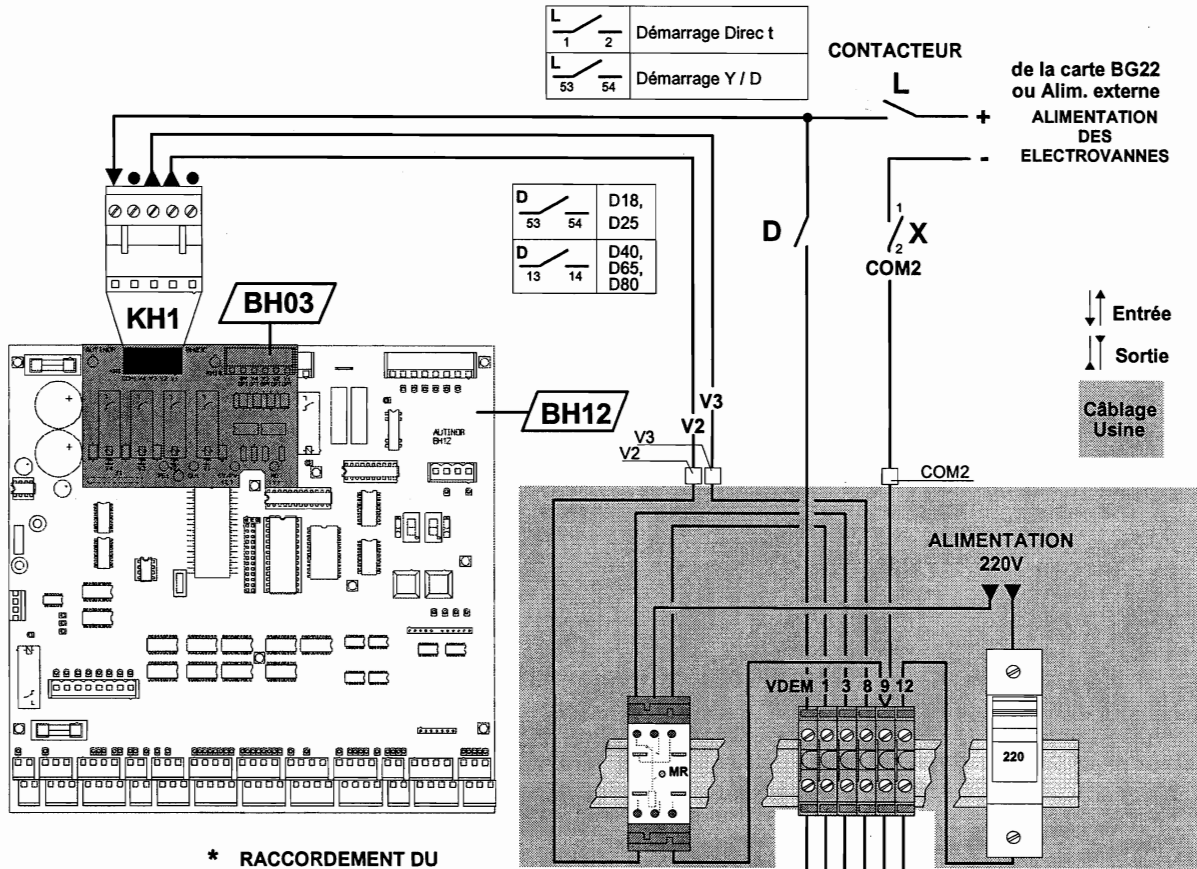 L
1 2 Démarrage Direc t
L
53 54 Démarrage Y / D
CONTACTEUR
L
de la carte BG22
ou Alim. externe
+ ALIMENTATION
DES
- ELECTROVANNES
D
53 54
D18,
D25
D
13 14
D40,
D65,
D80
D
1
2
X
COM2
KH1
BH03
BH12
AUTINOR
AUTINOR
BH12
Entrée
Sortie
Câblage
Usine
V3
V2
V3
V2
COM2
ALIMENTATION
220V
VDEM 1 3 8 9 12
MR
220
* RACCORDEMENT DU